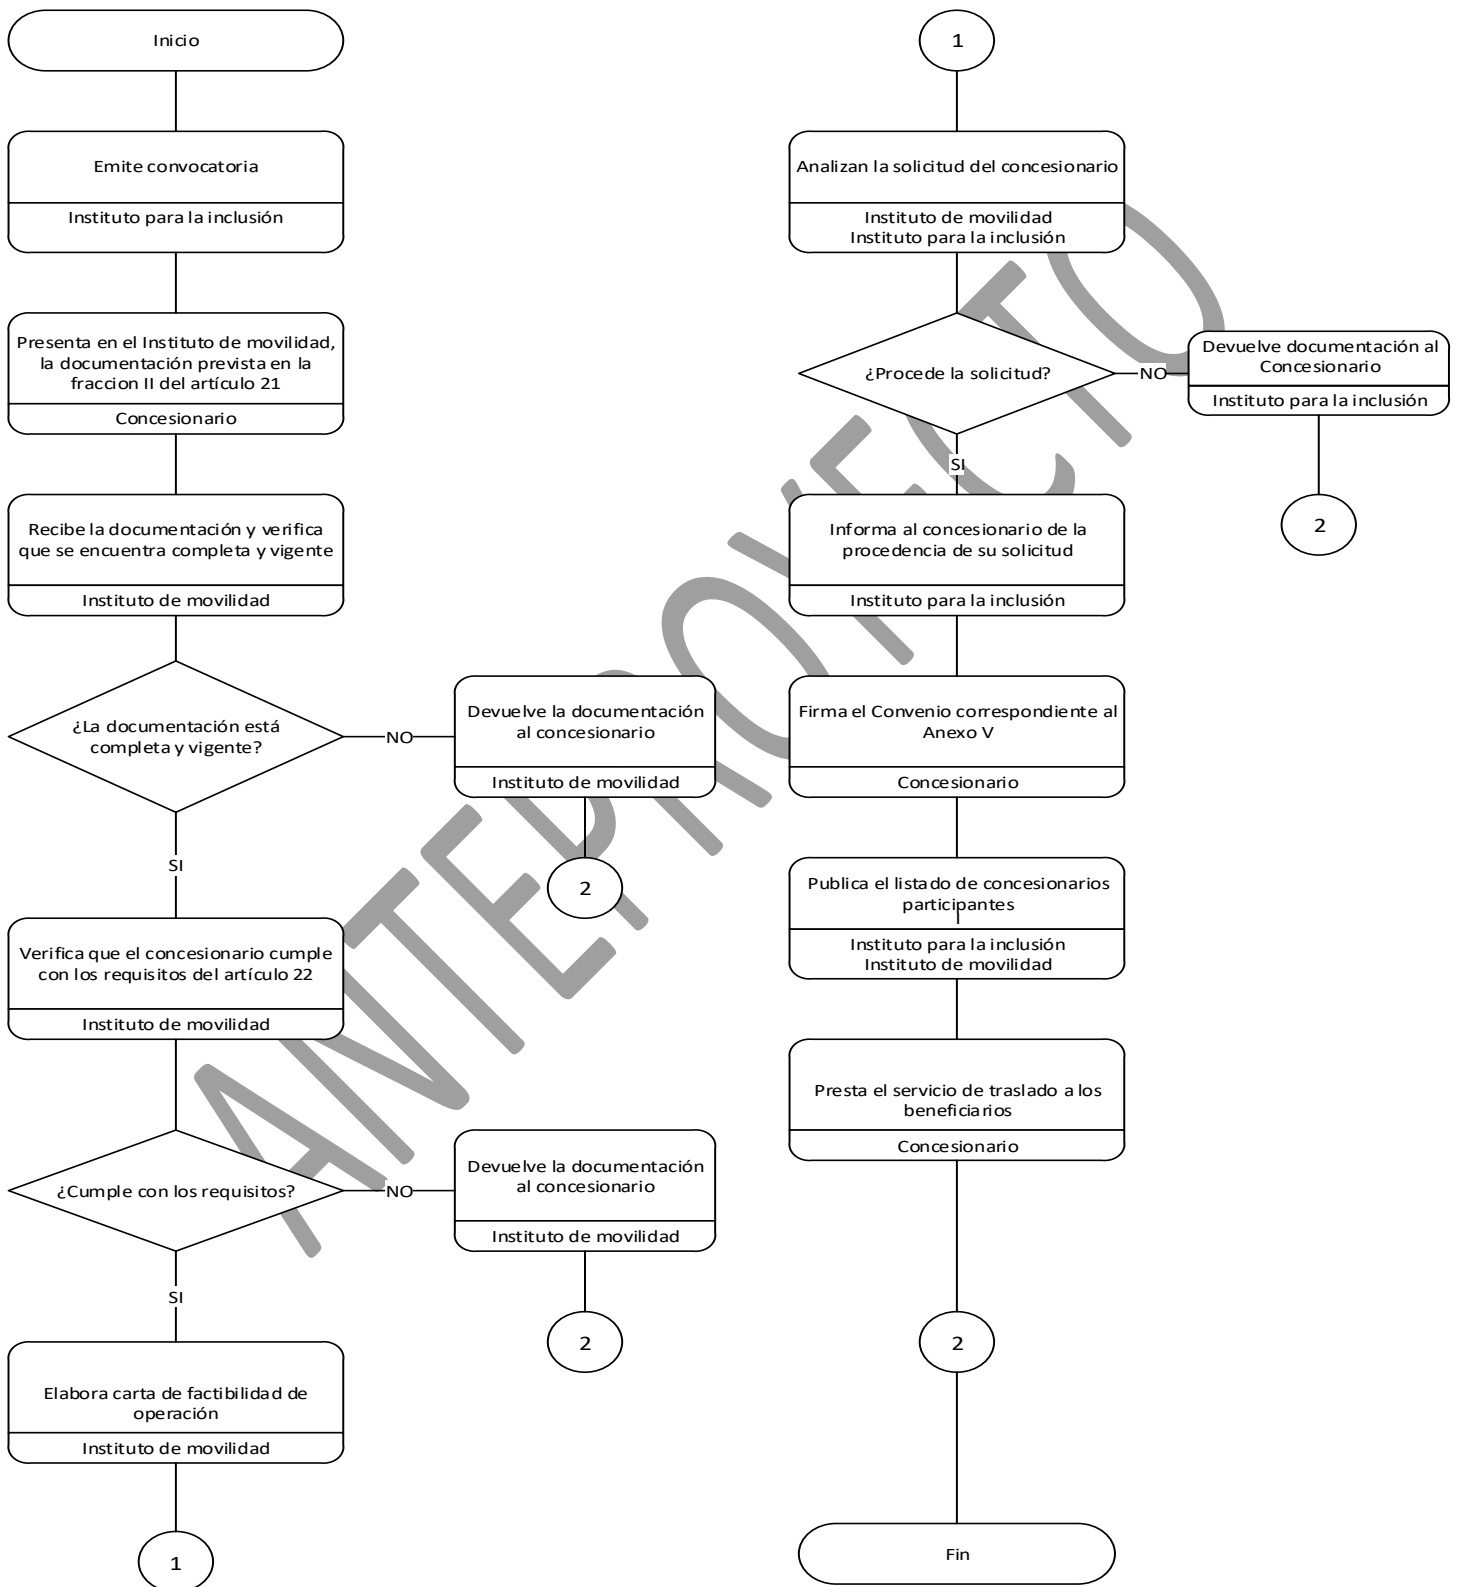 Inicio
Emite convocatoria
Instituto para la inclusión
Presenta en el Instituto de movilidad,
la documentación prevista en la
fraccion II del artículo 21
Concesionario
Recibe la documentación y verifica
que se encuentra completa y vigente
Instituto de movilidad
¿La documentación está
completa y vigente?
NO
Devuelve la documentación
al concesionario
Instituto de movilidad
2
SI
Verifica que el concesionario cumple
con los requisitos del artículo 22
Instituto de movilidad
¿Cumple con los requisitos?
NO
Devuelve la documentación
al concesionario
Instituto de movilidad
2
SI
Elabora carta de factibilidad de
operación
Instituto de movilidad
1
1
Analizan la solicitud del concesionario
Instituto de movilidad
Instituto para la inclusión
¿Procede la solicitud?
NO
Devuelve documentación al
Concesionario
Instituto para la inclusión
2
SI
Informa al concesionario de la
procedencia de su solicitud
Instituto para la inclusión
Firma el Convenio correspondiente al
Anexo V
Concesionario
Publica el listado de concesionarios
participantes
Instituto para la inclusión
Instituto de movilidad
Presta el servicio de traslado a los
beneficiarios
Concesionario
2
Fin
ANTEPROYECTO